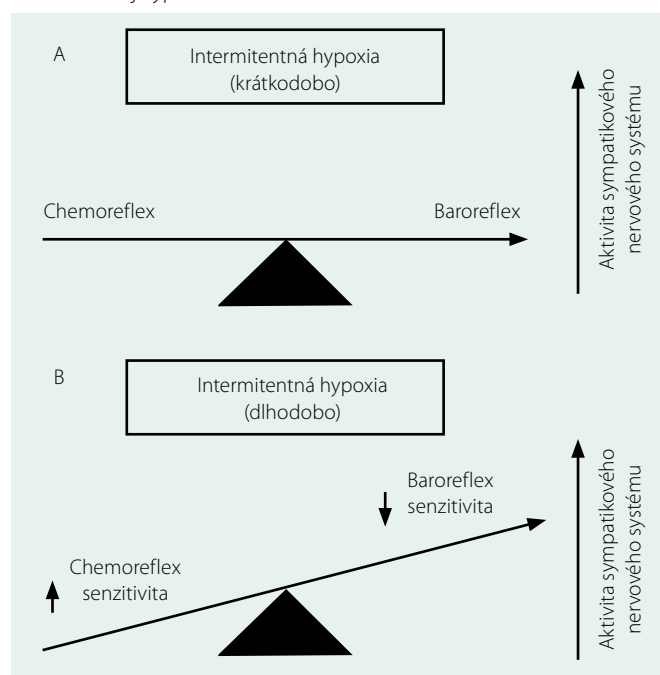 A
Intermitentná hypoxia
(krátkodobo)
Chemoreflex
Baroreflex
Aktivita sympatikového
nervového systému
B
Intermitentná hypoxia
(dlhodobo)
Baroreflex
senzitivita
Chemoreflex
senzitivita
Aktivita sympatikového
nervového systému